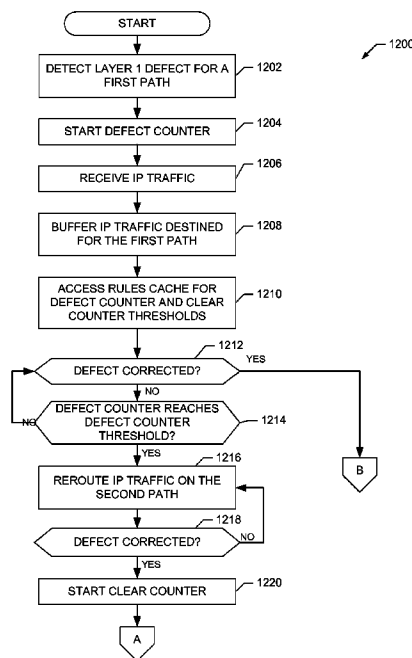 START
1200
DETECT LAYER 1 DEFECT FOR A
FIRST PATH
1202
START DEFECT COUNTER
1204
RECEIVE IP TRAFFIC
1206
BUFFER IP TRAFFIC DESTINED
FOR THE FIRST PATH
1208
ACCESS RULES CACHE FOR
DEFECT COUNTER AND CLEAR
COUNTER THRESHOLDS
1210
1212
DEFECT CORRECTED?
YES
NO
DEFECT COUNTER REACHES
DEFECT COUNTER
THRESHOLD?
NO
1214
YES
1216
REROUTE IP TRAFFIC ON THE
SECOND PATH
B
1218
DEFECT CORRECTED?
NO
YES
START CLEAR COUNTER
1220
A